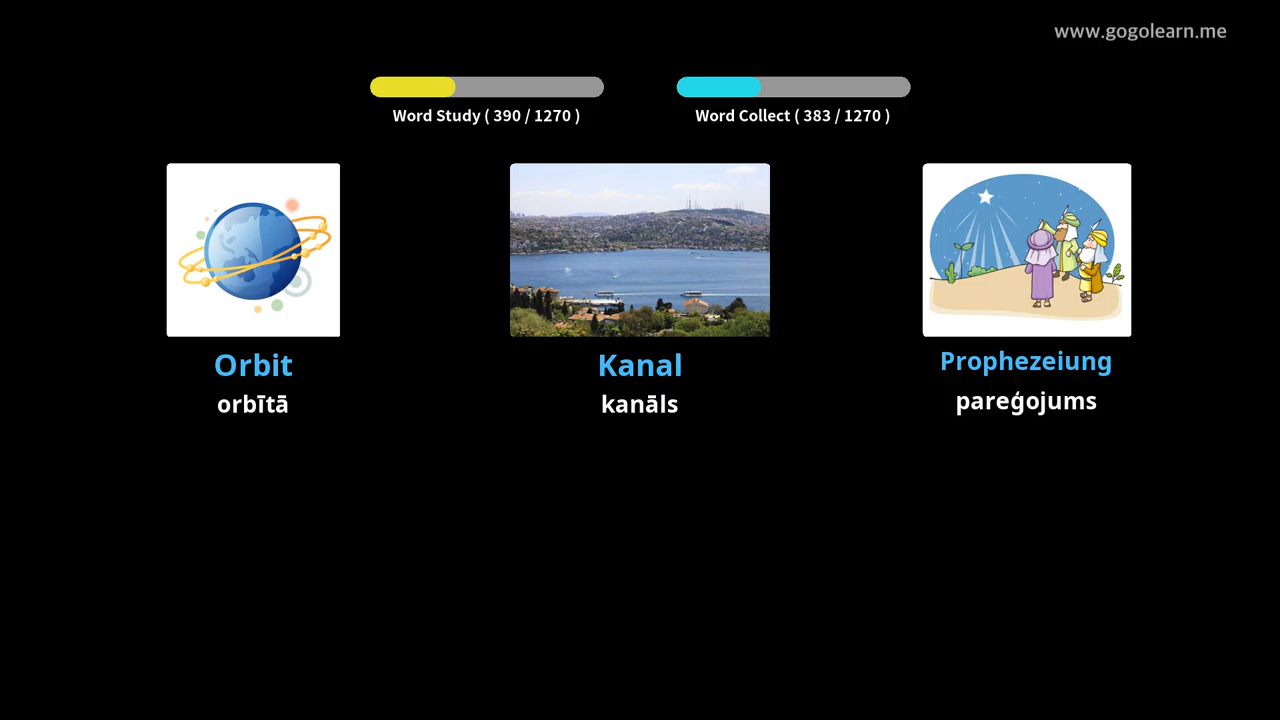 www.gogolearn.me
Word Study ( 390 / 1270 )
Word Collect ( 383 / 1270 )
Orbit
orbītā
Kanal
kanāls
Prophezeiung
pareģojums